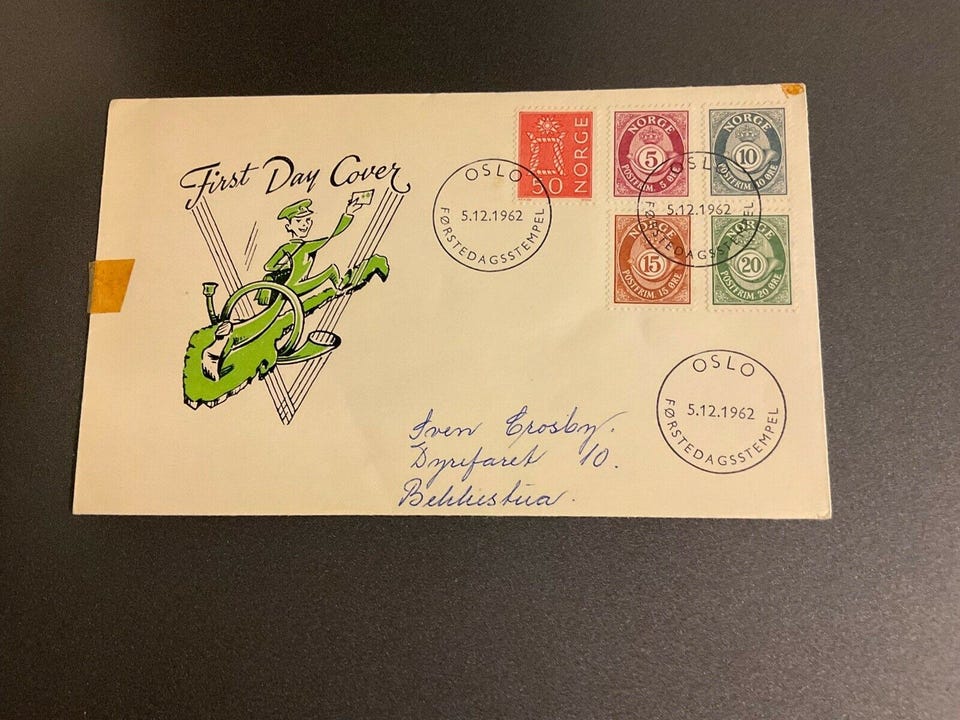 First Day Cover
50 NORGE
NORGE
5
POSTFRIM. 5 ØRE
NORGE
10
POSTFRIM. 10 ØRE
NORGE
15
POSTFRIM. 15 ØRE
NORGE
20
POSTFRIM. 20 ØRE
OSLO
5.12.1962
FØRSTEDAGSSTEMPEL
OSLO
5.12.1962
FØRSTEDAGSSTEMPEL
Sven Crosby.
Dyrefaret 10.
Bekkestua.
OSLO
5.12.1962
FØRSTEDAGSSTEMPEL